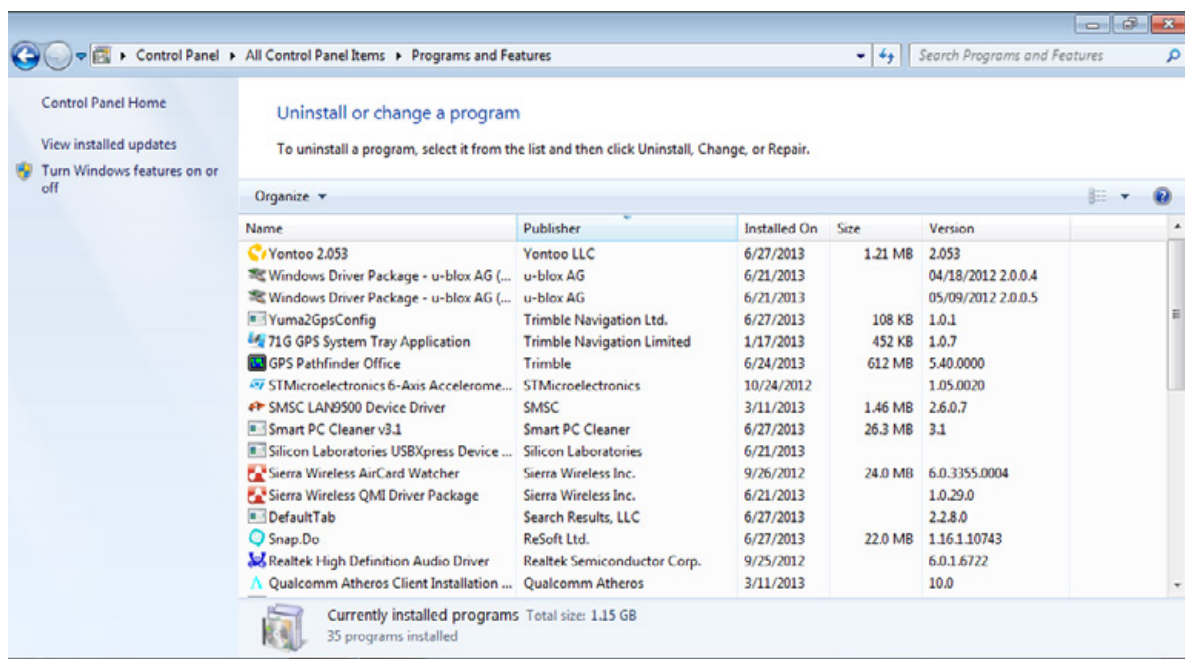 Control Panel ▸ All Control Panel Items ▸ Programs and Features
Search Programs and Features
Control Panel Home
View installed updates
Turn Windows features on or
off
Uninstall or change a program
To uninstall a program, select it from the list and then click Uninstall, Change, or Repair.
Organize
Name Publisher Installed On Size Version
Yontoo 2.053 Yontoo LLC 6/27/2013 1.21 MB 2.053
Windows Driver Package - u-blox AG (... u-blox AG 6/21/2013 04/18/2012 2.0.0.4
Windows Driver Package - u-blox AG (... u-blox AG 6/21/2013 05/09/2012 2.0.0.5
Yuma2GpsConfig Trimble Navigation Ltd. 6/27/2013 108 KB 1.0.1
71G GPS System Tray Application Trimble Navigation Limited 1/17/2013 452 KB 1.0.7
GPS Pathfinder Office Trimble 6/24/2013 612 MB 5.40.0000
STMicroelectronics 6-Axis Accelerome... STMicroelectronics 10/24/2012 1.05.0020
SMSC LAN9500 Device Driver SMSC 3/11/2013 1.46 MB 2.6.0.7
Smart PC Cleaner v3.1 Smart PC Cleaner 6/27/2013 26.3 MB 3.1
Silicon Laboratories USBXpress Device ... Silicon Laboratories 6/21/2013
Sierra Wireless AirCard Watcher Sierra Wireless Inc. 9/26/2012 24.0 MB 6.0.3355.0004
Sierra Wireless QMI Driver Package Sierra Wireless Inc. 6/21/2013 1.0.29.0
DefaultTab Search Results, LLC 6/27/2013 2.2.8.0
Snap.Do ReSoft Ltd. 6/27/2013 22.0 MB 1.16.1.10743
Realtek High Definition Audio Driver Realtek Semiconductor Corp. 9/25/2012 6.0.1.6722
Qualcomm Atheros Client Installation ... Qualcomm Atheros 3/11/2013 10.0
Currently installed programs Total size: 1.15 GB
35 programs installed